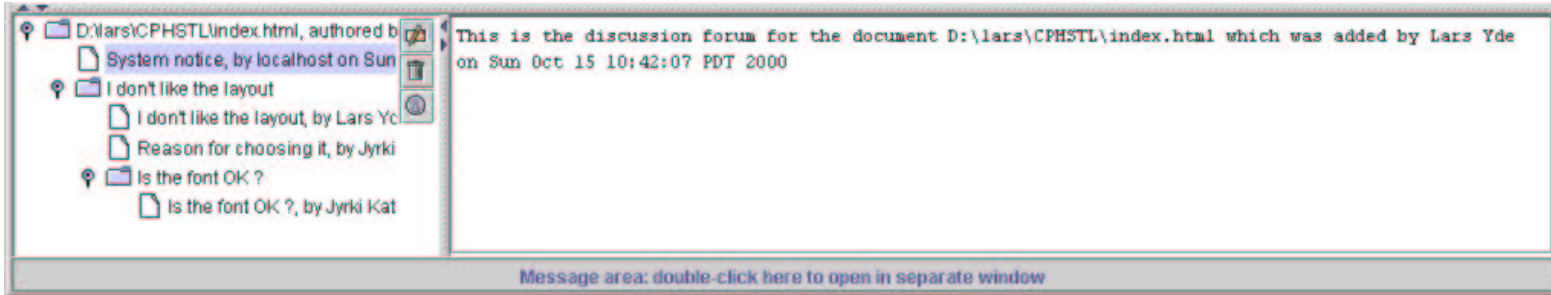 D:\lars\CPHSTL\index.html, authored b
System notice, by localhost on Sun
I don't like the layout
I don't like the layout, by Lars Yc
Reason for choosing it, by Jyrki
Is the font OK ?
Is the font OK ?, by Jyrki Kat
This is the discussion forum for the document D:\lars\CPHSTL\index.html which was added by Lars Yde
on Sun Oct 15 10:42:07 PDT 2000
Message area: double-click here to open in separate window